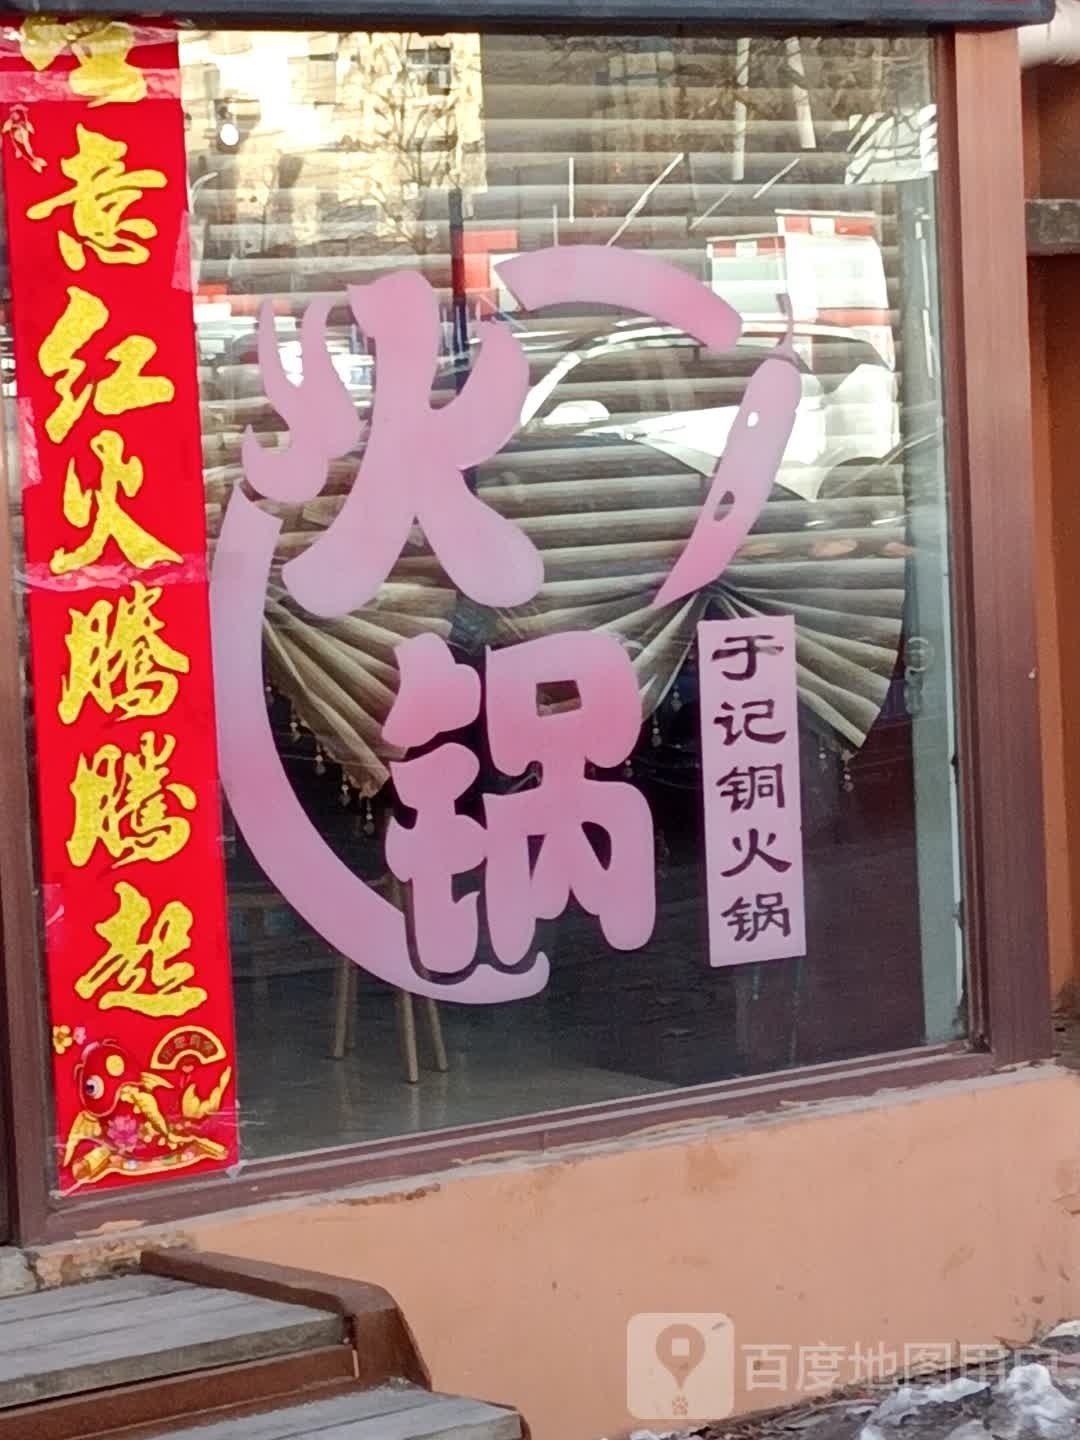 生意红火腾腾起
火锅
于记铜火锅
百度地图用户